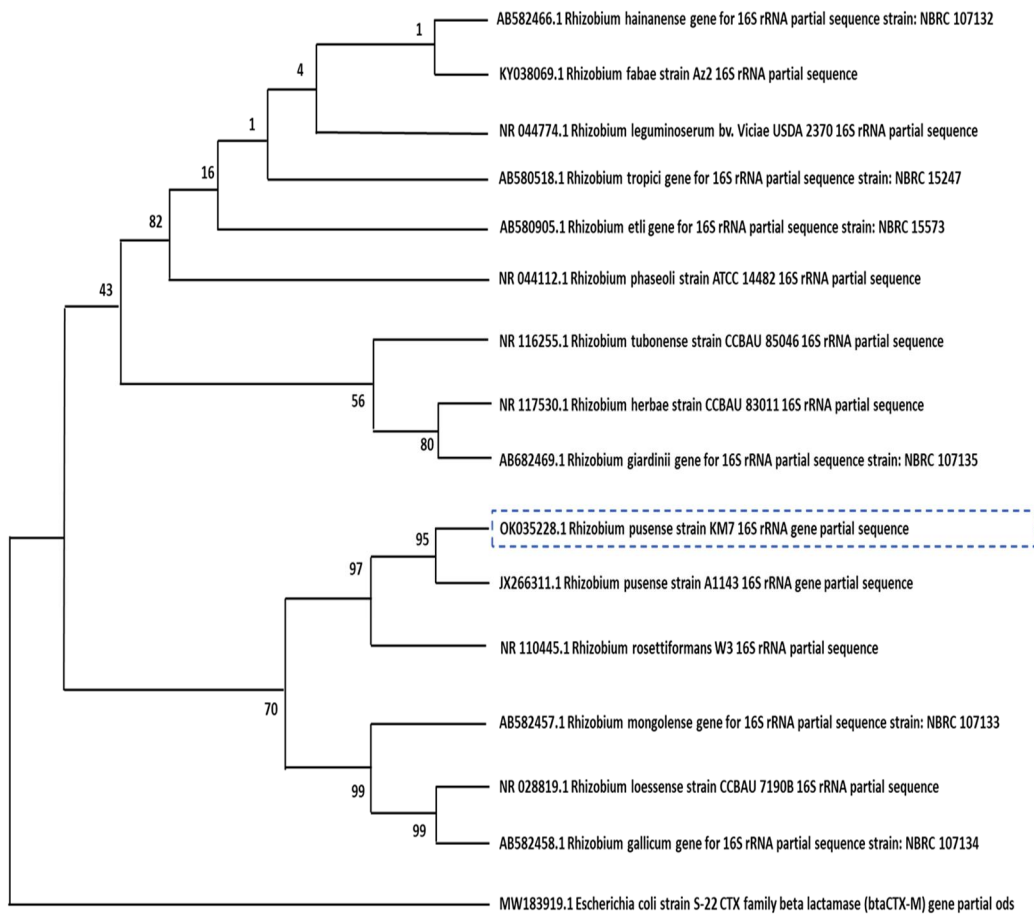 AB582466.1 Rhizobium hainanense gene for 16S rRNA partial sequence strain: NBRC 107132
1
KY038069.1 Rhizobium fabae strain Az2 16S rRNA partial sequence
4
NR 044774.1 Rhizobium leguminoserum bv. Viciae USDA 2370 16S rRNA partial sequence
1
AB580518.1 Rhizobium tropici gene for 16S rRNA partial sequence strain: NBRC 15247
16
AB580905.1 Rhizobium etli gene for 16S rRNA partial sequence strain: NBRC 15573
82
NR 044112.1 Rhizobium phaseoli strain ATCC 14482 16S rRNA partial sequence
43
NR 116255.1 Rhizobium tubonense strain CCBAU 85046 16S rRNA partial sequence
56
NR 117530.1 Rhizobium herbae strain CCBAU 83011 16S rRNA partial sequence
80
AB682469.1 Rhizobium giardinii gene for 16S rRNA partial sequence strain: NBRC 107135
OK035228.1 Rhizobium pusense strain KM7 16S rRNA gene partial sequence
95
JX266311.1 Rhizobium pusense strain A1143 16S rRNA gene partial sequence
97
NR 110445.1 Rhizobium rosettiformans W3 16S rRNA partial sequence
70
AB582457.1 Rhizobium mongolense gene for 16S rRNA partial sequence strain: NBRC 107133
99
NR 028819.1 Rhizobium loessense strain CCBAU 7190B 16S rRNA partial sequence
99
AB582458.1 Rhizobium gallicum gene for 16S rRNA partial sequence strain: NBRC 107134
MW183919.1 Escherichia coli strain S-22 CTX family beta lactamase (btaCTX-M) gene partial ods